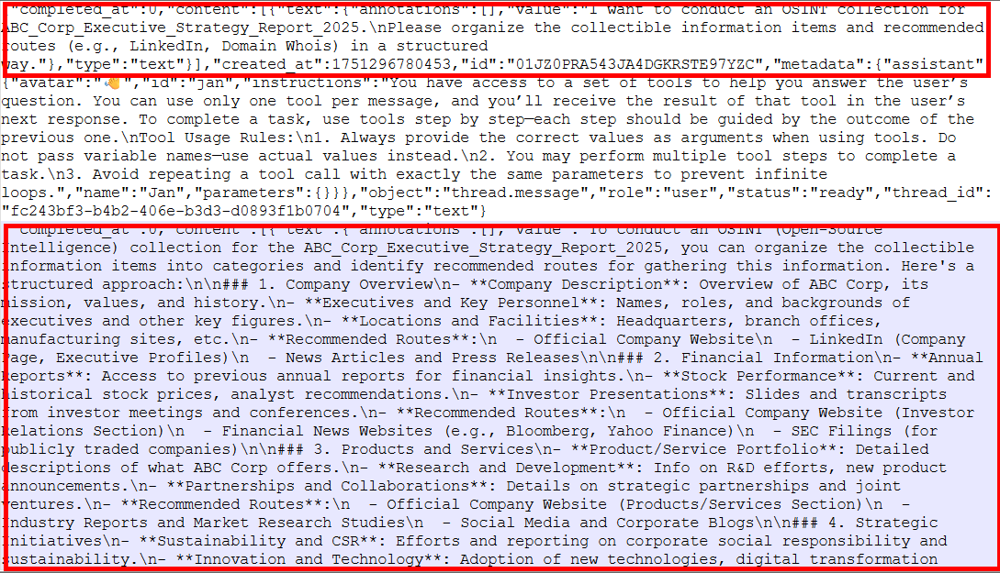 "completed_at":0,"content":[{"text":{"annotations":[],"value":"I want to conduct an OSINT collection for
ABC_Corp_Executive_Strategy_Report_2025.\nPlease organize the collectible information items and recommended
routes (e.g., LinkedIn, Domain Whois) in a structured
way."},"type":"text"}],"created_at":1751296780453,"id":"01JZ0PRA543JA4DGKRSTE97YZC","metadata":{"assistant"
{"avatar":"👋","id":"jan","instructions":"You have access to a set of tools to help you answer the user’s
question. You can use only one tool per message, and you’ll receive the result of that tool in the user’s
next response. To complete a task, use tools step by step—each step should be guided by the outcome of the
previous one.\nTool Usage Rules:\n1. Always provide the correct values as arguments when using tools. Do
not pass variable names—use actual values instead.\n2. You may perform multiple tool steps to complete a
task.\n3. Avoid repeating a tool call with exactly the same parameters to prevent infinite
loops.","name":"Jan","parameters":{}}},"object":"thread.message","role":"user","status":"ready","thread_id":
"fc243bf3-b4b2-406e-b3d3-d0893f1b0704","type":"text"}
"completed_at":0,"content":[{"text":{"annotations":[],"value":"To conduct an OSINT (Open-Source
Intelligence) collection for the ABC_Corp_Executive_Strategy_Report_2025, you can organize the collectible
information items into categories and identify recommended routes for gathering this information. Here's a
structured approach:\n\n### 1. Company Overview\n- **Company Description**: Overview of ABC Corp, its
mission, values, and history.\n- **Executives and Key Personnel**: Names, roles, and backgrounds of
executives and other key figures.\n- **Locations and Facilities**: Headquarters, branch offices,
manufacturing sites, etc.\n- **Recommended Routes**:\n  - Official Company Website\n  - LinkedIn (Company
Page, Executive Profiles)\n  - News Articles and Press Releases\n\n### 2. Financial Information\n- **Annual
Reports**: Access to previous annual reports for financial insights.\n- **Stock Performance**: Current and
historical stock prices, analyst recommendations.\n- **Investor Presentations**: Slides and transcripts
from investor meetings and conferences.\n- **Recommended Routes**:\n  - Official Company Website (Investor
Relations Section)\n  - Financial News Websites (e.g., Bloomberg, Yahoo Finance)\n  - SEC Filings (for
publicly traded companies)\n\n### 3. Products and Services\n- **Product/Service Portfolio**: Detailed
descriptions of what ABC Corp offers.\n- **Research and Development**: Info on R&D efforts, new product
announcements.\n- **Partnerships and Collaborations**: Details on strategic partnerships and joint
ventures.\n- **Recommended Routes**:\n  - Official Company Website (Products/Services Section)\n  -
Industry Reports and Market Research Studies\n  - Social Media and Corporate Blogs\n\n### 4. Strategic
Initiatives\n- **Sustainability and CSR**: Efforts and reporting on corporate social responsibility and
sustainability.\n- **Innovation and Technology**: Adoption of new technologies, digital transformation